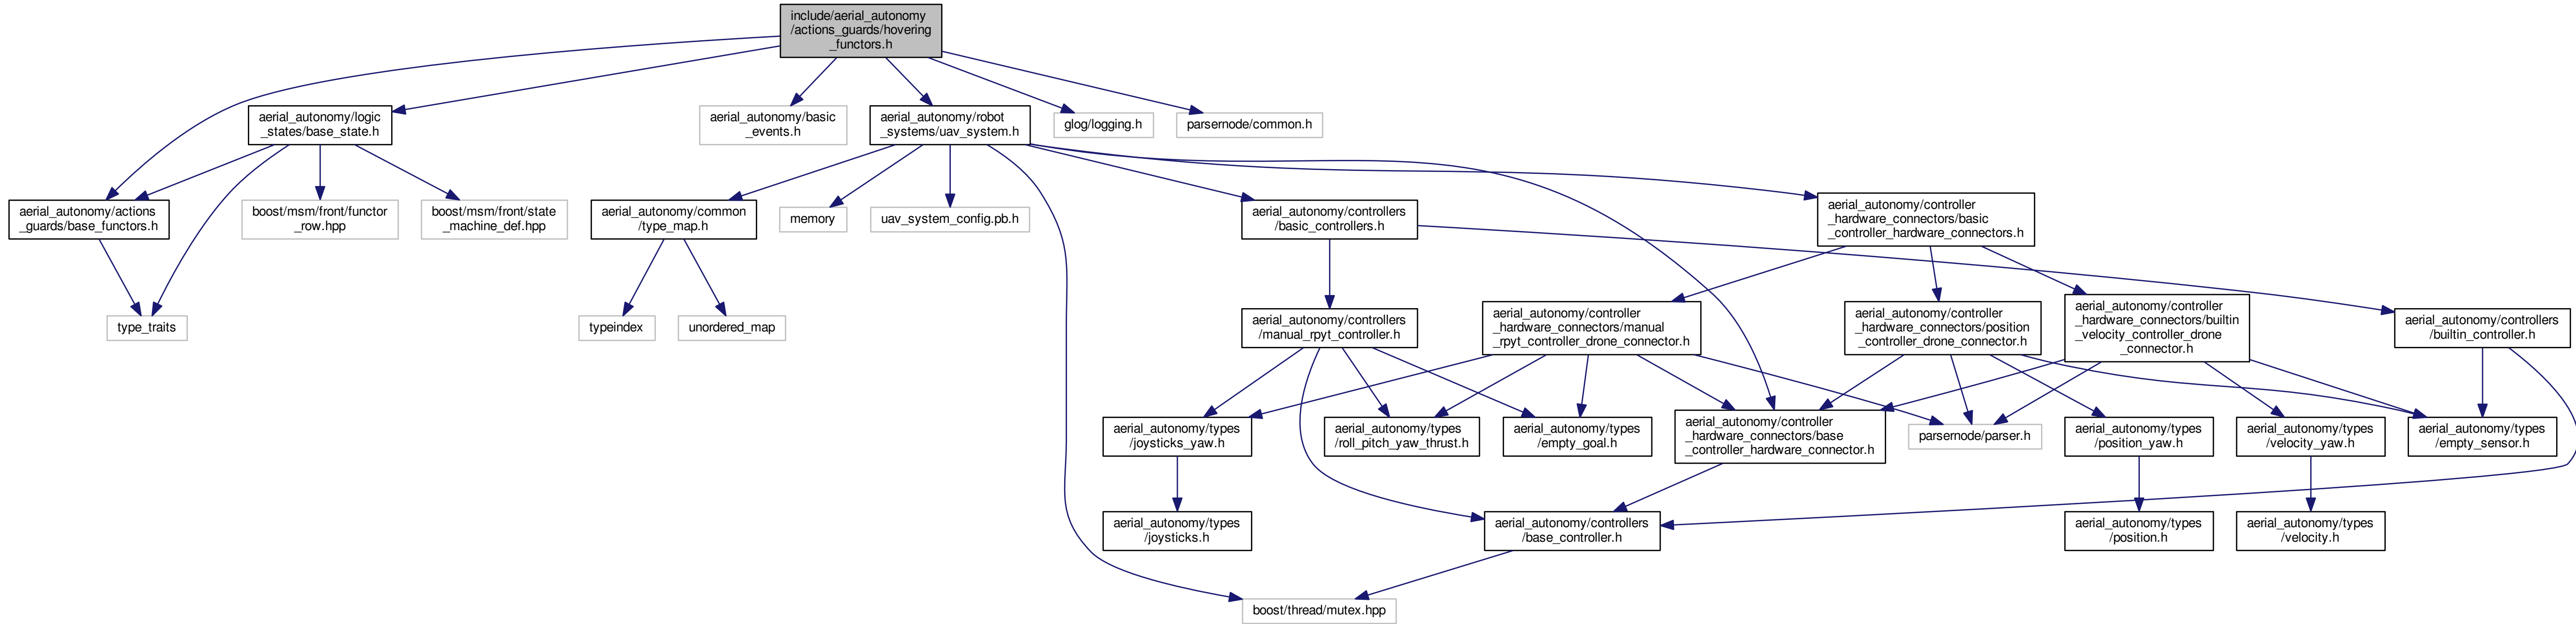 include/aerial_autonomy
/actions_guards/hovering
_functors.h
aerial_autonomy/logic
_states/base_state.h
aerial_autonomy/basic
_events.h
aerial_autonomy/robot
_systems/uav_system.h
glog/logging.h
parsernode/common.h
aerial_autonomy/actions
_guards/base_functors.h
boost/msm/front/functor
_row.hpp
boost/msm/front/state
_machine_def.hpp
aerial_autonomy/common
/type_map.h
memory
uav_system_config.pb.h
aerial_autonomy/controllers
/basic_controllers.h
aerial_autonomy/controller
_hardware_connectors/basic
_controller_hardware_connectors.h
type_traits
typeindex
unordered_map
aerial_autonomy/controllers
/manual_rpyt_controller.h
aerial_autonomy/controller
_hardware_connectors/manual
_rpyt_controller_drone_connector.h
aerial_autonomy/controller
_hardware_connectors/position
_controller_drone_connector.h
aerial_autonomy/controller
_hardware_connectors/builtin
_velocity_controller_drone
_connector.h
aerial_autonomy/controllers
/builtin_controller.h
aerial_autonomy/types
/joysticks_yaw.h
aerial_autonomy/types
/roll_pitch_yaw_thrust.h
aerial_autonomy/types
/empty_goal.h
aerial_autonomy/controller
_hardware_connectors/base
_controller_hardware_connector.h
parsernode/parser.h
aerial_autonomy/types
/position_yaw.h
aerial_autonomy/types
/velocity_yaw.h
aerial_autonomy/types
/empty_sensor.h
aerial_autonomy/types
/joysticks.h
aerial_autonomy/controllers
/base_controller.h
aerial_autonomy/types
/position.h
aerial_autonomy/types
/velocity.h
boost/thread/mutex.hpp